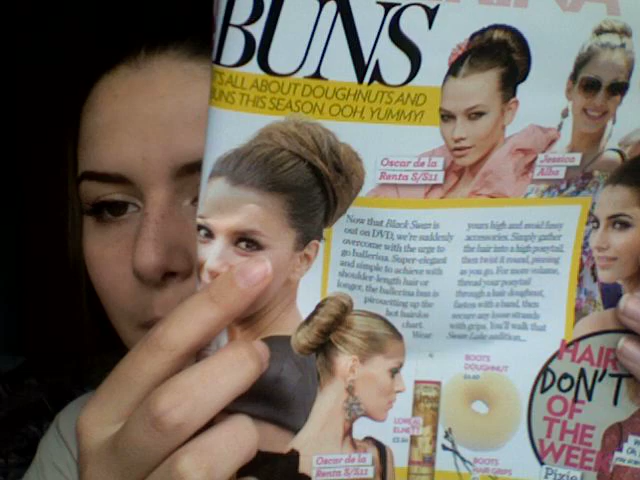 BUNS
IT'S ALL ABOUT DOUGHNUTS AND
BUNS THIS SEASON. OOH, YUMMY!
Oscar de la
Renta S/S11
Jessica
Alba
Now that Black Swan is
out on DVD, we're suddenly
overcome with the urge to
go ballerina. Super-elegant
and simple to achieve with
shoulder-length hair or
longer, the ballerina bun is
pirouetting up the
hot hairdos
chart.
Wear
yours high and avoid fussy
accessories. Simply gather
the hair into a high ponytail,
then twist it round, pinning
as you go. For more volume,
thread your ponytail
through a hair doughnut,
fasten with a band, then
secure any loose strands
with grips. You'll walk that
Swan Lake audition...
BOOTS
DOUGHNUT
L'ORÉAL
ELNETT
BOOTS
HAIR GRIPS
Oscar de la
Renta S/S11
HAIR
DON'T
OF
THE
WEEK
Pixie